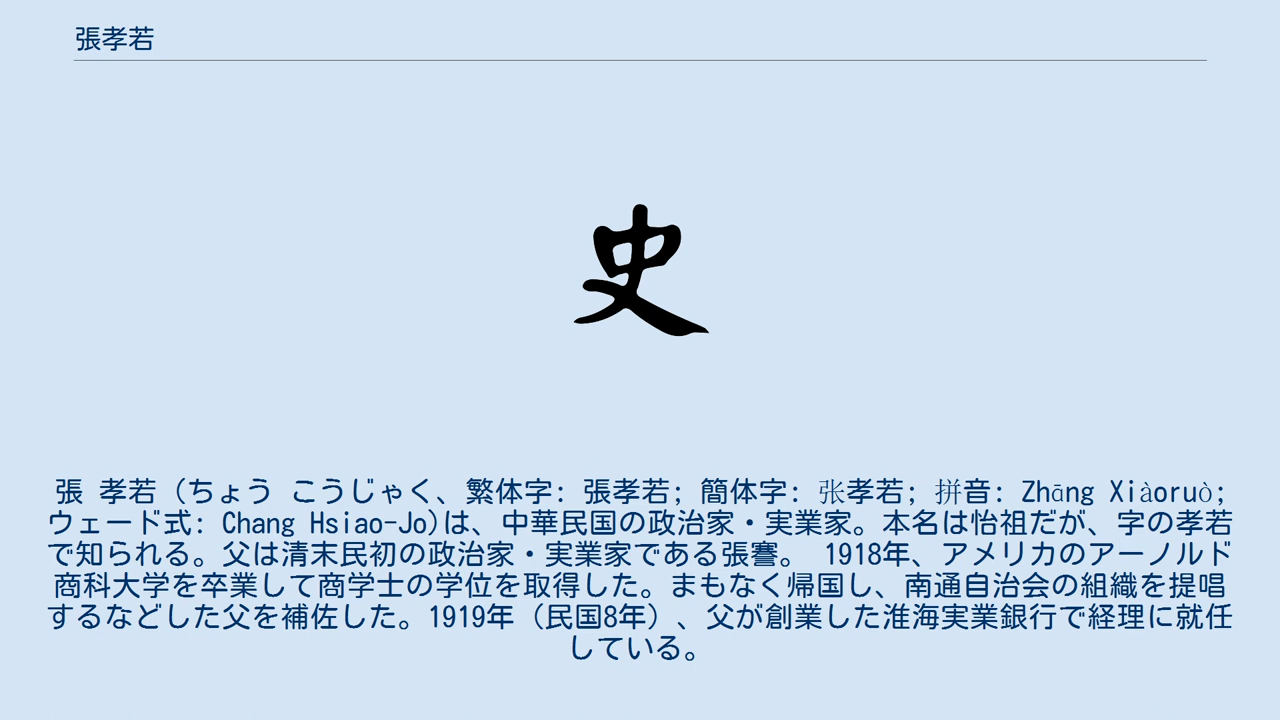 張孝若
史
張 孝若（ちょう こうじゃく、繁体字: 張孝若; 簡体字: 张孝若; 拼音: Zhāng Xiàoruò;
ウェード式: Chang Hsiao-Jo)は、中華民国の政治家・実業家。本名は怡祖だが、字の孝若
で知られる。父は清末民初の政治家・実業家である張謇。 1918年、アメリカのアーノルド
商科大学を卒業して商学士の学位を取得した。まもなく帰国し、南通自治会の組織を提唱
するなどした父を補佐した。1919年（民国8年）、父が創業した淮海実業銀行で経理に就任
している。